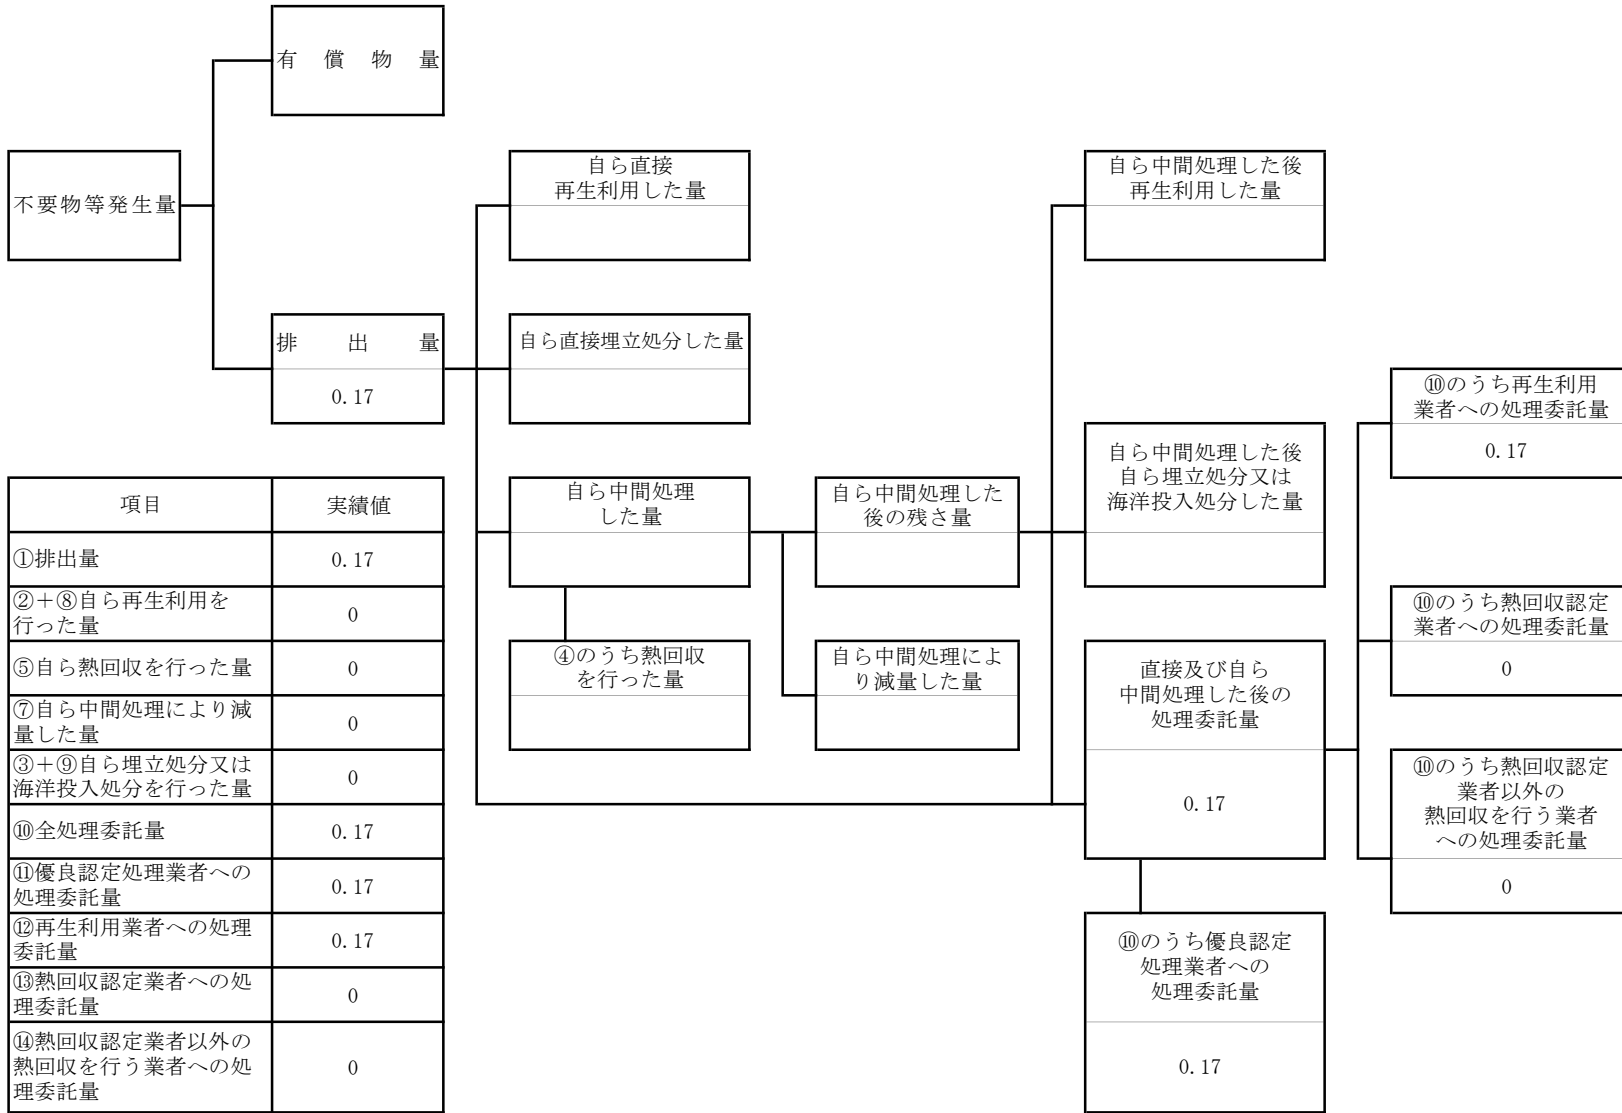 有償物量
不要物等発生量
自ら直接
再生利用した量
自ら中間処理した後
再生利用した量
排出量
0.17
自ら直接埋立処分した量
⑩のうち再生利用
業者への処理委託量
0.17
自ら中間処理
した量
自ら中間処理した
後の残さ量
自ら中間処理した後
自ら埋立処分又は
海洋投入処分した量
④のうち熱回収
を行った量
自ら中間処理によ
り減量した量
直接及び自ら
中間処理した後の
処理委託量
0.17
⑩のうち熱回収認定
業者への処理委託量
0
⑩のうち熱回収認定
業者以外の
熱回収を行う業者
への処理委託量
0
⑩のうち優良認定
処理業者への
処理委託量
0.17
項目 実績値
①排出量 0.17
②+⑧自ら再生利用を
行った量 0
⑤自ら熱回収を行った量 0
⑦自ら中間処理により減
量した量 0
③+⑨自ら埋立処分又は
海洋投入処分を行った量 0
⑩全処理委託量 0.17
⑪優良認定処理業者への
処理委託量 0.17
⑫再生利用業者への処理
委託量 0.17
⑬熱回収認定業者への処
理委託量 0
⑭熱回収認定業者以外の
熱回収を行う業者への処
理委託量 0